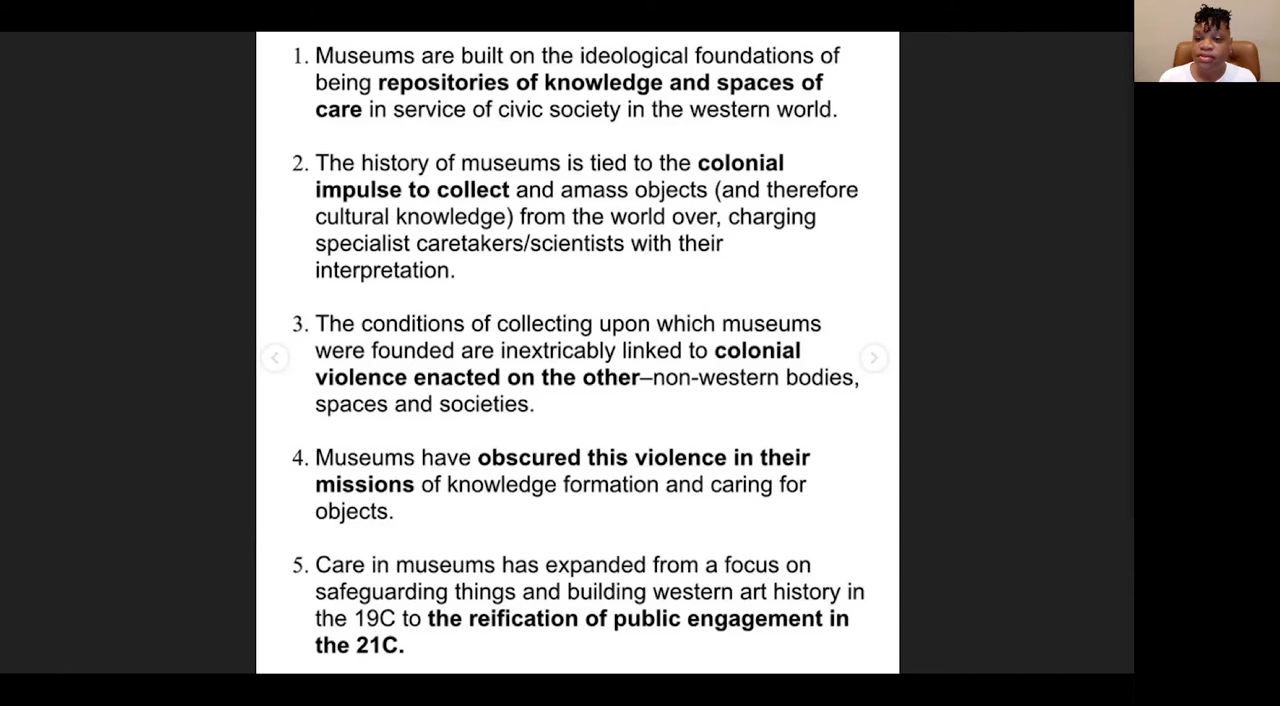 1. Museums are built on the ideological foundations of
being repositories of knowledge and spaces of
care in service of civic society in the western world.
2. The history of museums is tied to the colonial
impulse to collect and amass objects (and therefore
cultural knowledge) from the world over, charging
specialist caretakers/scientists with their
interpretation.
3. The conditions of collecting upon which museums
were founded are inextricably linked to colonial
violence enacted on the other–non-western bodies,
spaces and societies.
4. Museums have obscured this violence in their
missions of knowledge formation and caring for
objects.
5. Care in museums has expanded from a focus on
safeguarding things and building western art history in
the 19C to the reification of public engagement in
the 21C.